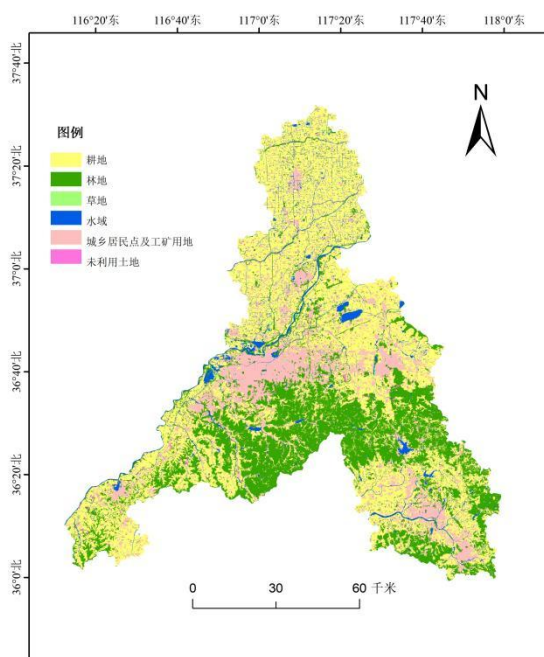 116°20'东 116°40'东 117°0'东 117°20'东 117°40'东 118°0'东
37°40'北
37°20'北
37°0'北
36°40'北
36°20'北
36°0'北
N
图例
耕地
林地
草地
水域
城乡居民点及工矿用地
未利用土地
0 30 60 千米